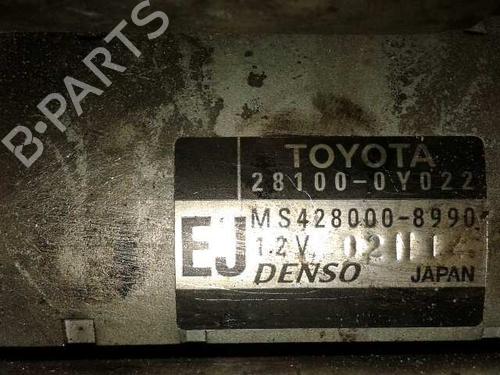 B-PARTS
TOYOTA
28100-0Y022
EJ
MS428000-8990
12V
DENSO JAPAN